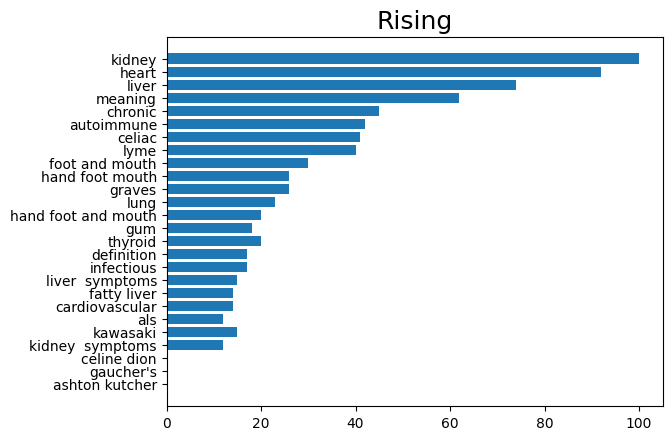 Rising
kidney
heart
liver
meaning
chronic
autoimmune
celiac
lyme
foot and mouth
hand foot mouth
graves
lung
hand foot and mouth
gum
thyroid
definition
infectious
liver  symptoms
fatty liver
cardiovascular
als
kawasaki
kidney  symptoms
celine dion
gaucher's
ashton kutcher
0 20 40 60 80 100